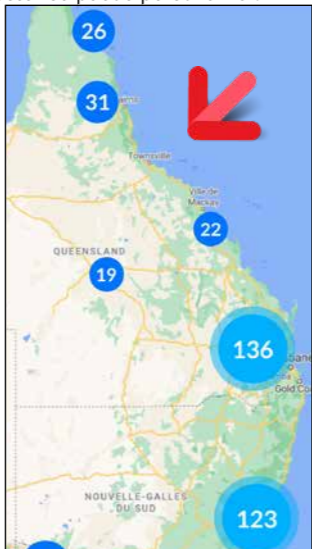 26
31
Townsville
Ville de
Mackay
22
QUEENSLAND
19
136
Gold Co
NOUVELLE-GALLES
DU SUD
123